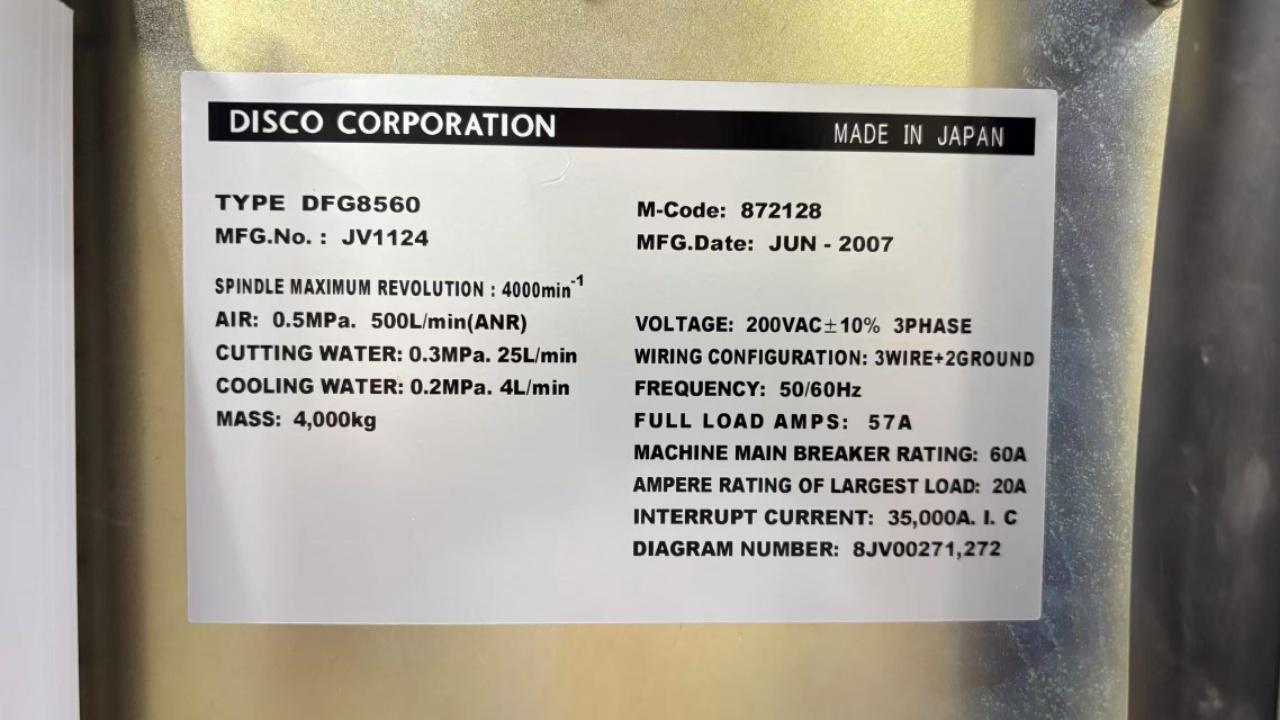 DISCO CORPORATION MADE IN JAPAN
TYPE DFG8560
MFG.No. : JV1124
SPINDLE MAXIMUM REVOLUTION : 4000min-1
AIR: 0.5MPa. 500L/min(ANR)
CUTTING WATER: 0.3MPa. 25L/min
COOLING WATER: 0.2MPa. 4L/min
MASS: 4,000kg
M-Code: 872128
MFG.Date: JUN - 2007
VOLTAGE: 200VAC±10% 3PHASE
WIRING CONFIGURATION: 3WIRE+2GROUND
FREQUENCY: 50/60Hz
FULL LOAD AMPS: 57A
MACHINE MAIN BREAKER RATING: 60A
AMPERE RATING OF LARGEST LOAD: 20A
INTERRUPT CURRENT: 35,000A. I. C
DIAGRAM NUMBER: 8JV00271,272